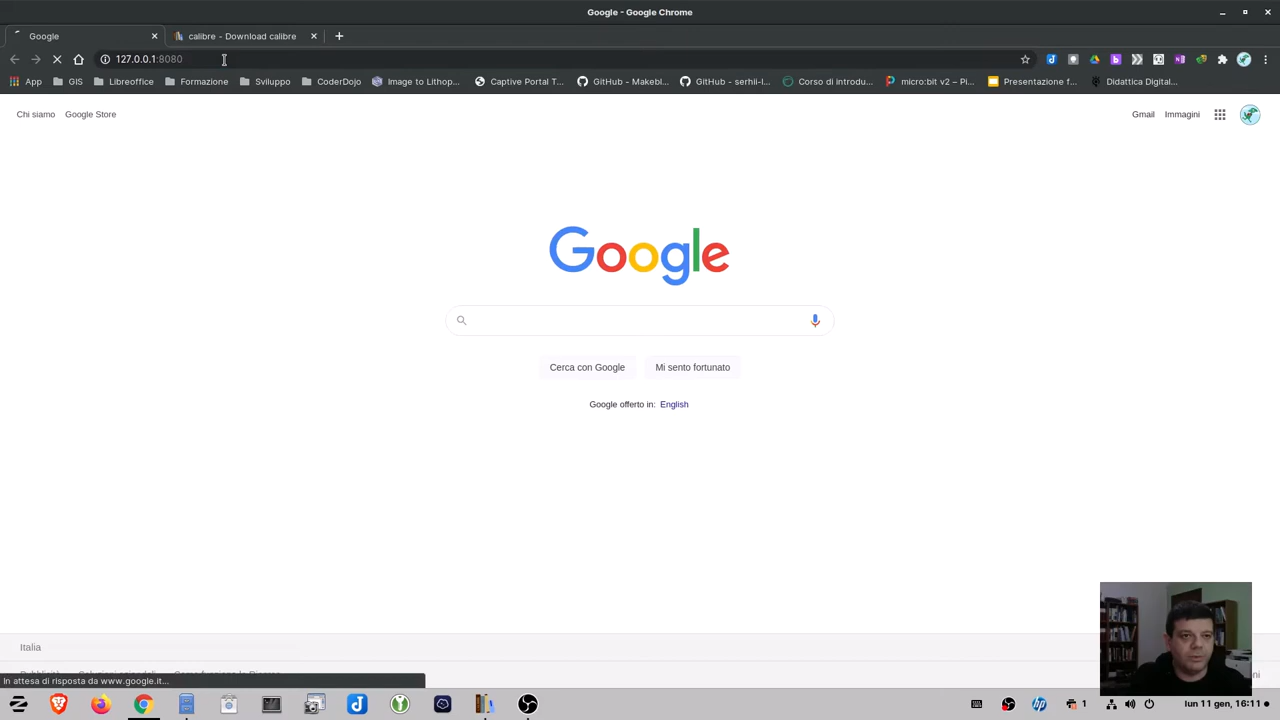 Google - Google Chrome
Google
calibre - Download calibre
127.0.0.1:8080
App
GIS
Libreoffice
Formazione
Sviluppo
CoderDojo
Image to Lithop...
Captive Portal T...
GitHub - Makebl...
GitHub - serhii-l...
Corso di introdu...
micro:bit v2 – Pi...
Presentazione f...
Didattica Digital...
Chi siamo
Google Store
Gmail
Immagini
Google
Cerca con Google
Mi sento fortunato
Google offerto in: English
Italia
In attesa di risposta da www.google.it...
1
lun 11 gen, 16:11